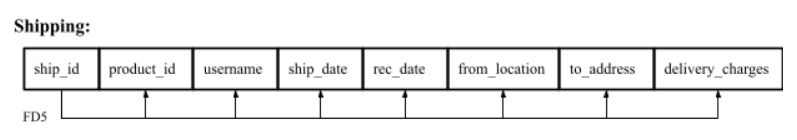 Shipping:
ship_id product_id username ship_date rec_date from_location to_address delivery_charges
FD5